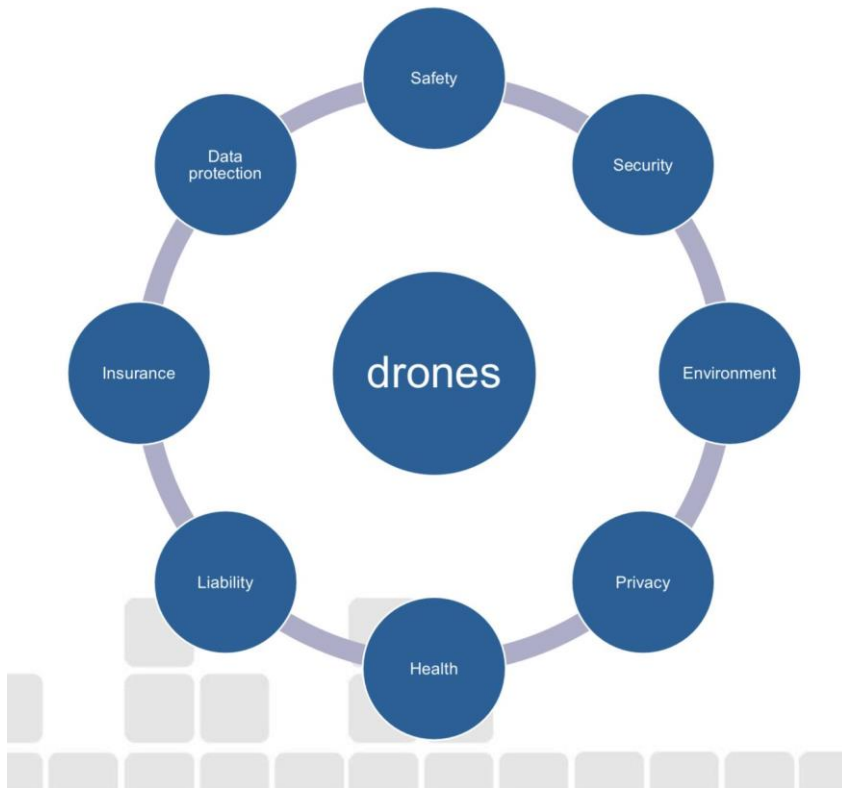 Safety
Security
Environment
Privacy
Health
Liability
Insurance
Data
protection
drones